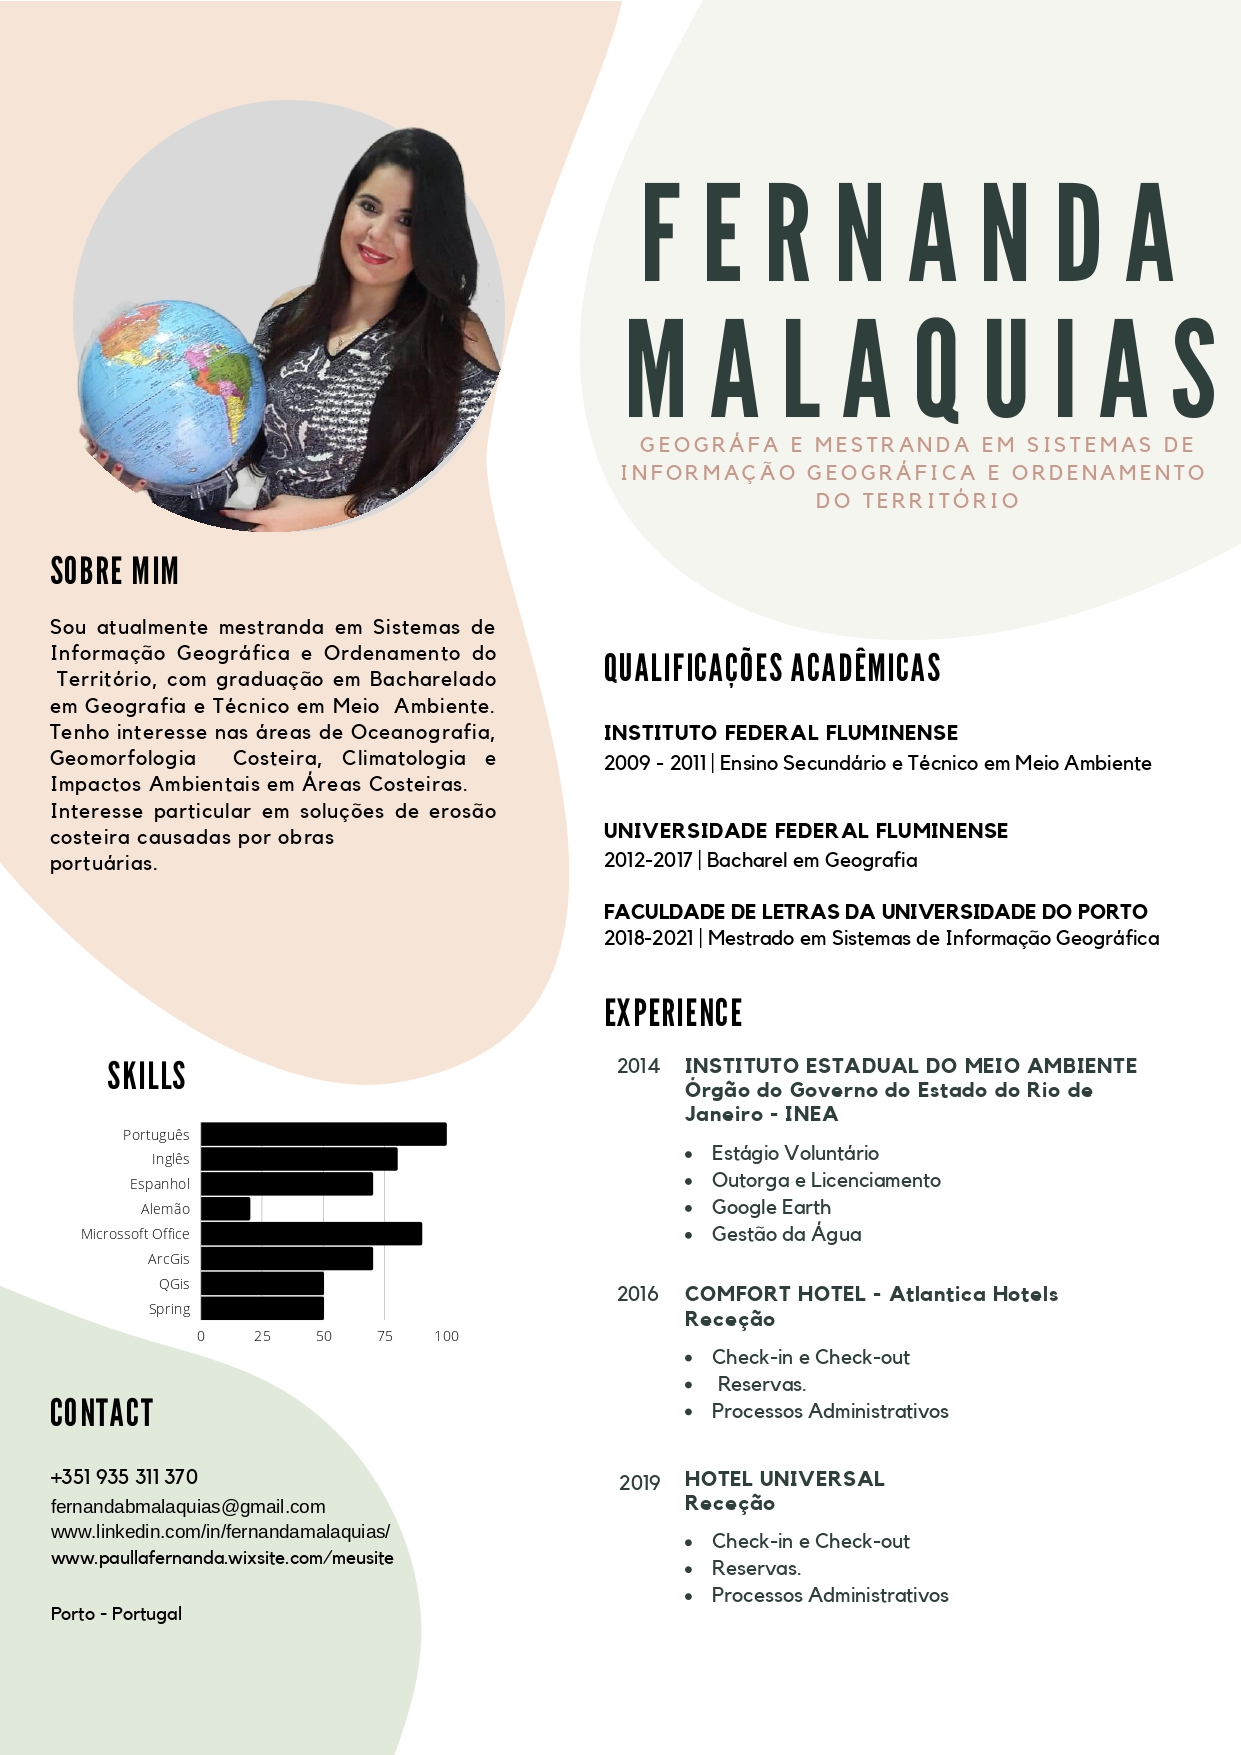 FERNANDA
MALAQUIAS
GEOGRÁFA E MESTRANDA EM SISTEMAS DE
INFORMAÇÃO GEOGRÁFICA E ORDENAMENTO
DO TERRITÓRIO
SOBRE MIM
Sou atualmente mestranda em Sistemas de
Informação Geográfica e Ordenamento do
Território, com graduação em Bacharelado
em Geografia e Técnico em Meio Ambiente.
Tenho interesse nas áreas de Oceanografia,
Geomorfologia Costeira, Climatologia e
Impactos Ambientais em Áreas Costeiras.
Interesse particular em soluções de erosão
costeira causadas por obras
portuárias.
SKILLS
Português
Inglês
Espanhol
Alemão
Microssoft Office
ArcGis
QGis
Spring
0 25 50 75 100
CONTACT
+351 935 311 370
fernandabmalaquias@gmail.com
www.linkedin.com/in/fernandamalaquias/
www.paullafernanda.wixsite.com/meusite
Porto - Portugal
QUALIFICAÇÕES ACADÊMICAS
INSTITUTO FEDERAL FLUMINENSE
2009 - 2011 | Ensino Secundário e Técnico em Meio Ambiente
UNIVERSIDADE FEDERAL FLUMINENSE
2012-2017 | Bacharel em Geografia
FACULDADE DE LETRAS DA UNIVERSIDADE DO PORTO
2018-2021 | Mestrado em Sistemas de Informação Geográfica
EXPERIENCE
2014 INSTITUTO ESTADUAL DO MEIO AMBIENTE
Órgão do Governo do Estado do Rio de
Janeiro - INEA
• Estágio Voluntário
• Outorga e Licenciamento
• Google Earth
• Gestão da Água
2016 COMFORT HOTEL - Atlantica Hotels
Receção
• Check-in e Check-out
• Reservas.
• Processos Administrativos
2019 HOTEL UNIVERSAL
Receção
• Check-in e Check-out
• Reservas.
• Processos Administrativos